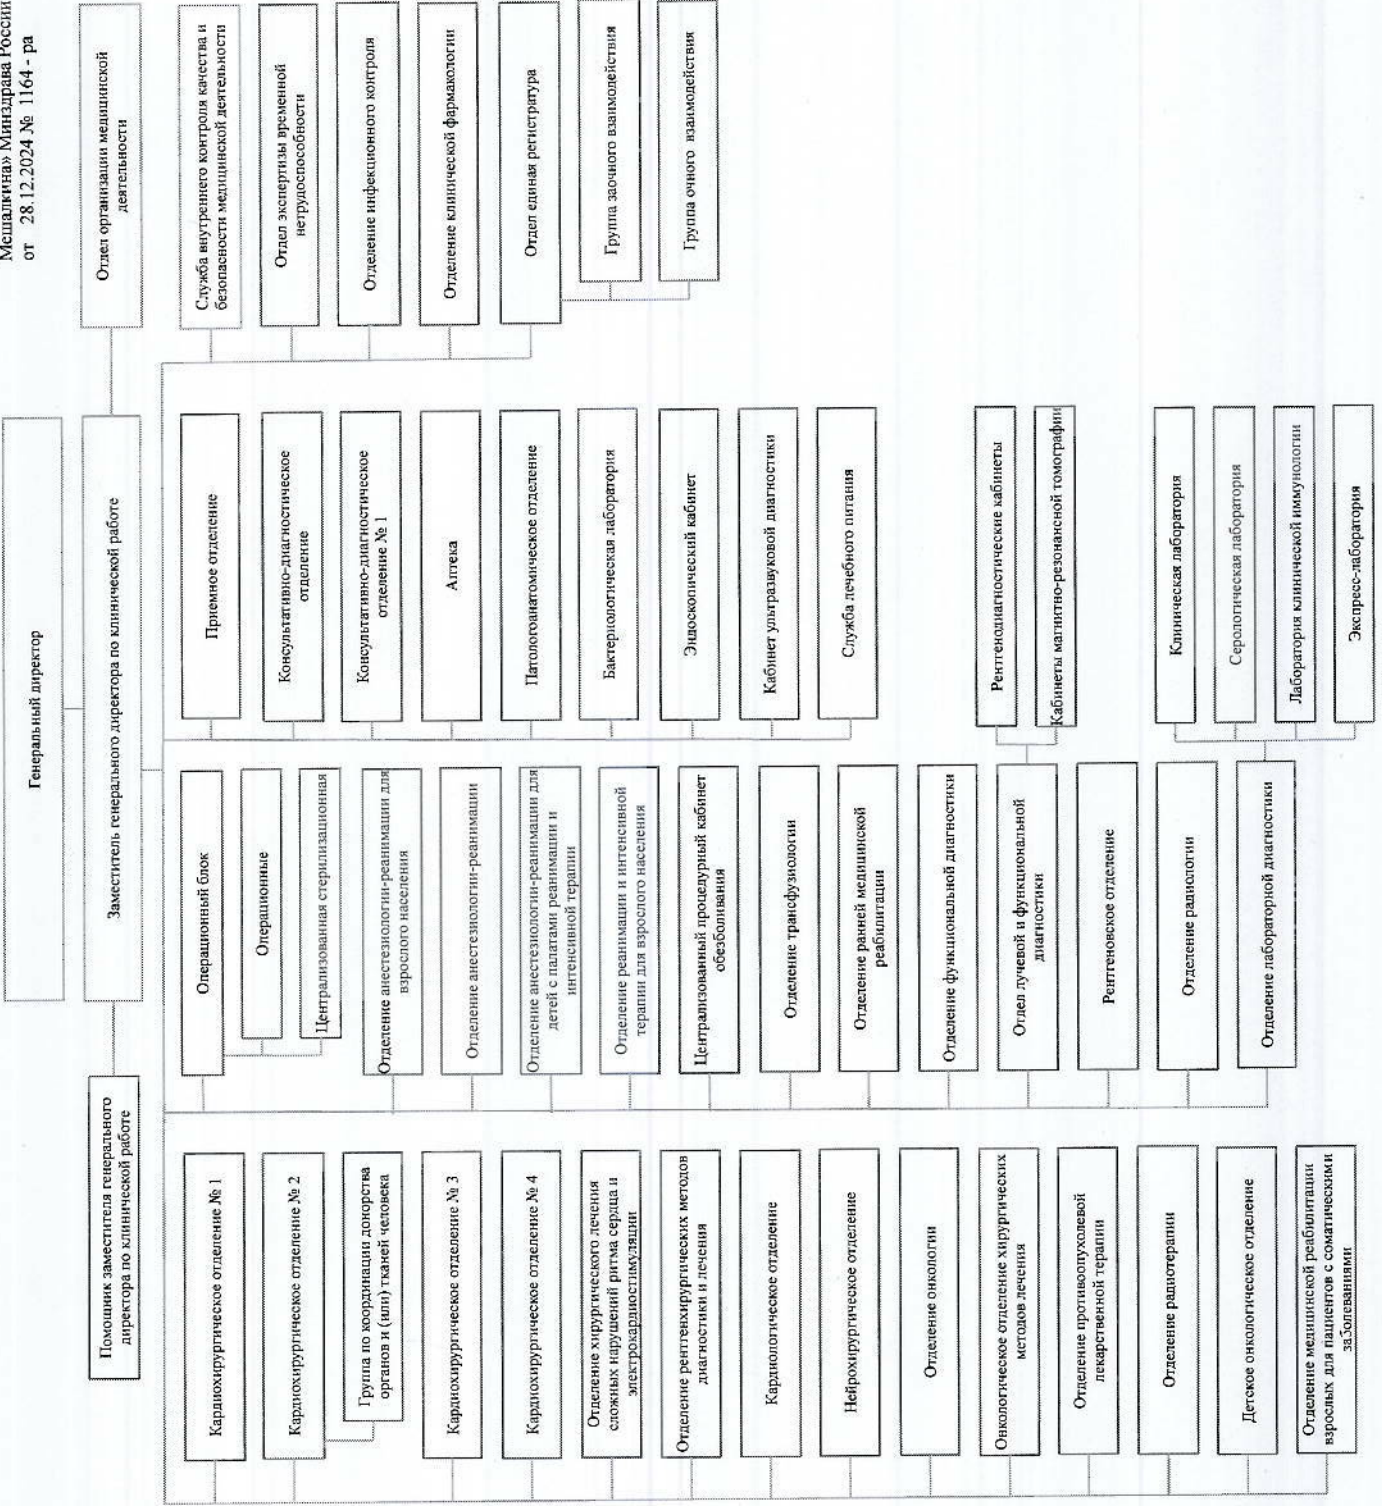 Мешалкина» Минздрава России
от 28.12.2024 № 1164 - ра
Генеральный директор
Помощник заместителя генерального
директора по клинической работе
Заместитель генерального директора по клинической работе
Отдел организации медицинской
деятельности
Кардиохирургическое отделение № 1
Кардиохирургическое отделение № 2
Группа по координации донорства
органов и (или) тканей человека
Кардиохирургическое отделение № 3
Кардиохирургическое отделение № 4
Отделение хирургического лечения
сложных нарушений ритма сердца и
электрокардиостимуляции
Отделение рентгенхирургических методов
диагностики и лечения
Кардиологическое отделение
Нейрохирургическое отделение
Отделение онкологии
Онкологическое отделение хирургических
методов лечения
Отделение противоопухолевой
лекарственной терапии
Отделение радиотерапии
Детское онкологическое отделение
Отделение медицинской реабилитации
взрослых для пациентов с соматическими
заболеваниями
Операционный блок
Операционные
Централизованная стерилизационная
Отделение анестезиологии-реанимации для
взрослого населения
Отделение анестезиологии-реанимации
Отделение анестезиологии-реанимации для
детей с палатами реанимации и
интенсивной терапии
Отделение реанимации и интенсивной
терапии для взрослого населения
Централизованный процедурный кабинет
обезболивания
Отделение трансфузиологии
Отделение ранней медицинской
реабилитации
Отделение функциональной диагностики
Отдел лучевой и функциональной
диагностики
Рентгеновское отделение
Отделение радиологии
Отделение лабораторной диагностики
Приемное отделение
Консультативно-диагностическое
отделение
Консультативно-диагностическое
отделение № 1
Аптека
Патологоанатомическое отделение
Бактериологическая лаборатория
Эндоскопический кабинет
Кабинет ультразвуковой диагностики
Служба лечебного питания
Рентгенодиагностические кабинеты
Кабинеты магнитно-резонансной томографии
Клиническая лаборатория
Серологическая лаборатория
Лаборатория клинической иммунологии
Экспресс-лаборатория
Служба внутреннего контроля качества и
безопасности медицинской деятельности
Отдел экспертизы временной
нетрудоспособности
Отделение инфекционного контроля
Отделение клинической фармакологии
Отдел единая регистратура
Группа заочного взаимодействия
Группа очного взаимодействия